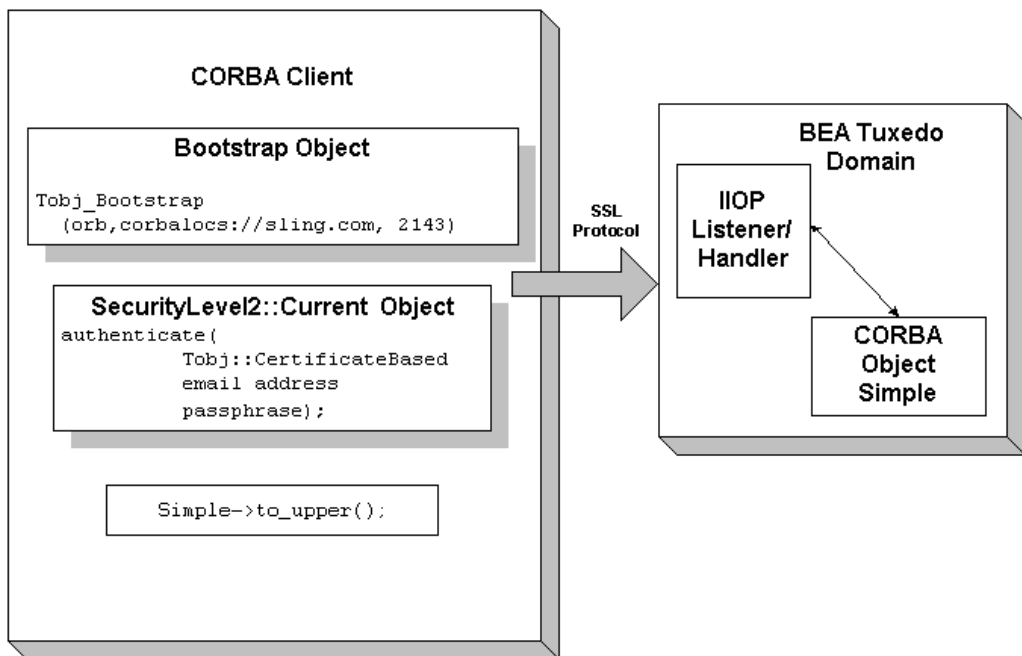 CORBA Client
Bootstrap Object
Tobj_Bootstrap
(orb,corbalocs://sling.com, 2143)
SecurityLevel2::Current Object
authenticate(
Tobj::CertificateBased
email address
passphrase);
Simple->to_upper();
SSL
Protocol
BEA Tuxedo
Domain
IIOP
Listener/
Handler
CORBA
Object
Simple